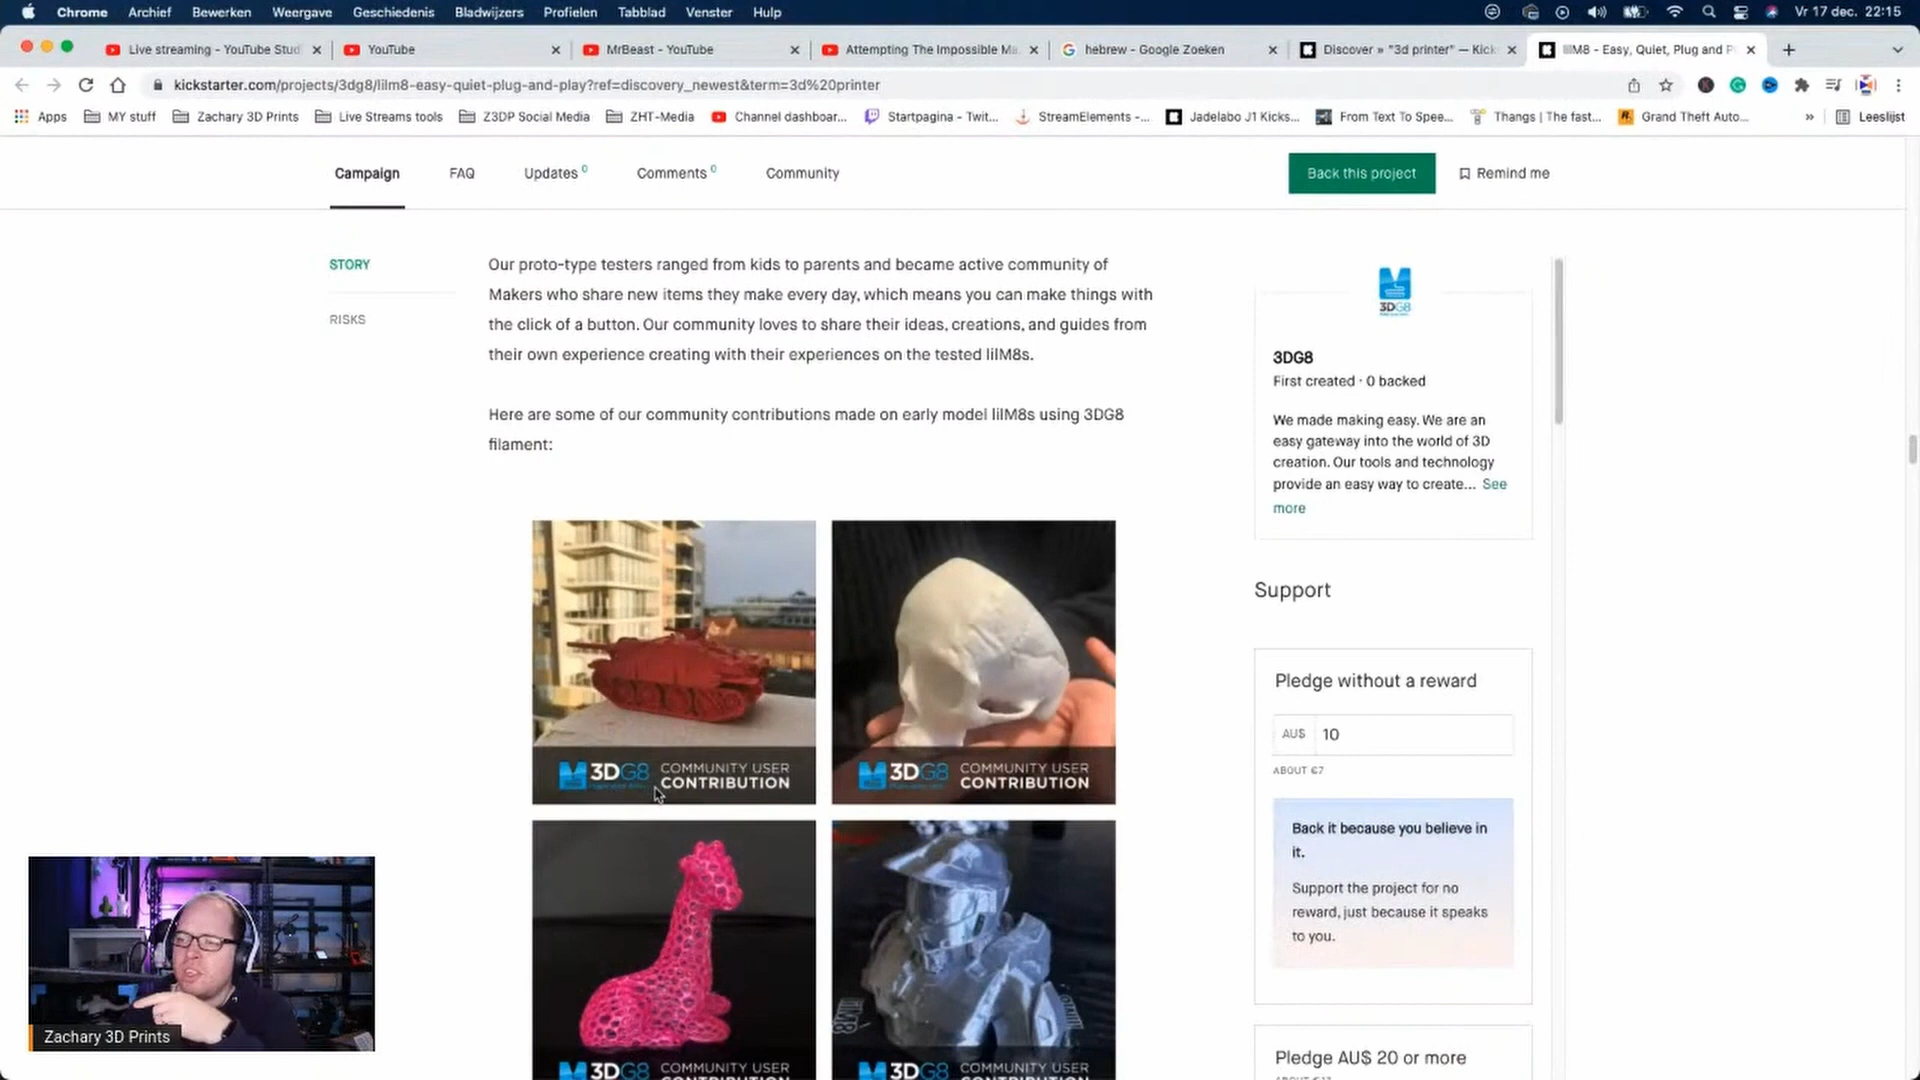 Chrome Archief Bewerken Weergave Geschiedenis Bladwijzers Profielen Tabblad Venster Hulp Vr 17 dec. 22:15
Live streaming - YouTube Stud YouTube MrBeast - YouTube Attempting The Impossible Ma hebrew - Google Zoeken Discover » "3d printer" — Kick M8 - Easy, Quiet, Plug and P
kickstarter.com/projects/3dg8/lilm8-easy-quiet-plug-and-play?ref=discovery_newest&term=3d%20printer
Apps MY stuff Zachary 3D Prints Live Streams tools Z3DP Social Media ZHT-Media Channel dashboar... Startpagina - Twit... StreamElements -... Jadelabo J1 Kicks... From Text To Spee... Thangs | The fast... Grand Theft Auto... » Leeslijst
Campaign FAQ Updates 0 Comments 0 Community Back this project Remind me
STORY
RISKS
Our proto-type testers ranged from kids to parents and became active community of
Makers who share new items they make every day, which means you can make things with
the click of a button. Our community loves to share their ideas, creations, and guides from
their own experience creating with their experiences on the tested lilM8s.
Here are some of our community contributions made on early model lilM8s using 3DG8
filament:
3DG8 COMMUNITY USER
CONTRIBUTION
3DG8 COMMUNITY USER
CONTRIBUTION
3DG8 COMMUNITY USER
CONTRIBUTION
3DG8 COMMUNITY USER
CONTRIBUTION
3DG8
3DG8
First created · 0 backed
We made making easy. We are an
easy gateway into the world of 3D
creation. Our tools and technology
provide an easy way to create... See
more
Support
Pledge without a reward
AU$ 10
ABOUT €7
Back it because you believe in
it.
Support the project for no
reward, just because it speaks
to you.
Pledge AU$ 20 or more
Zachary 3D Prints